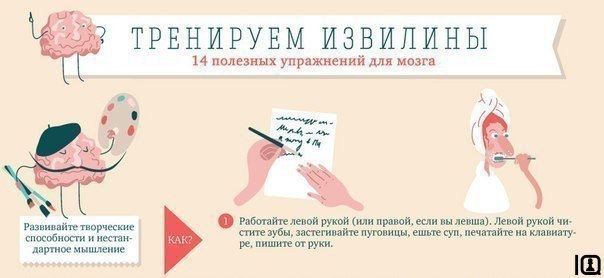 ТРЕНИРУЕМ ИЗВИЛИНЫ
14 полезных упражнений для мозга
Развивайте творческие
способности и нестан-
дартное мышление
КАК?
1 Работайте левой рукой (или правой, если вы левша). Левой рукой чи-
стите зубы, застегивайте пуговицы, ешьте суп, печатайте на клавиату-
ре, пишите от руки.